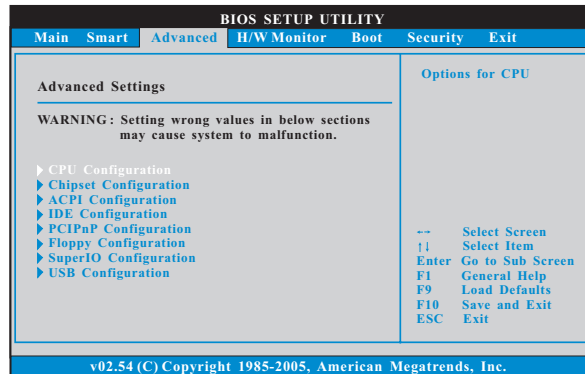 BIOS SETUP UTILITY
Main Smart Advanced H/W Monitor Boot Security Exit
Advanced Settings
WARNING : Setting wrong values in below sections
may cause system to malfunction.
CPU Configuration
Chipset Configuration
ACPI Configuration
IDE Configuration
PCIPnP Configuration
Floppy Configuration
SuperIO Configuration
USB Configuration
Options for CPU
←→ Select Screen
↑↓ Select Item
Enter Go to Sub Screen
F1 General Help
F9 Load Defaults
F10 Save and Exit
ESC Exit
v02.54 (C) Copyright 1985-2005, American Megatrends, Inc.